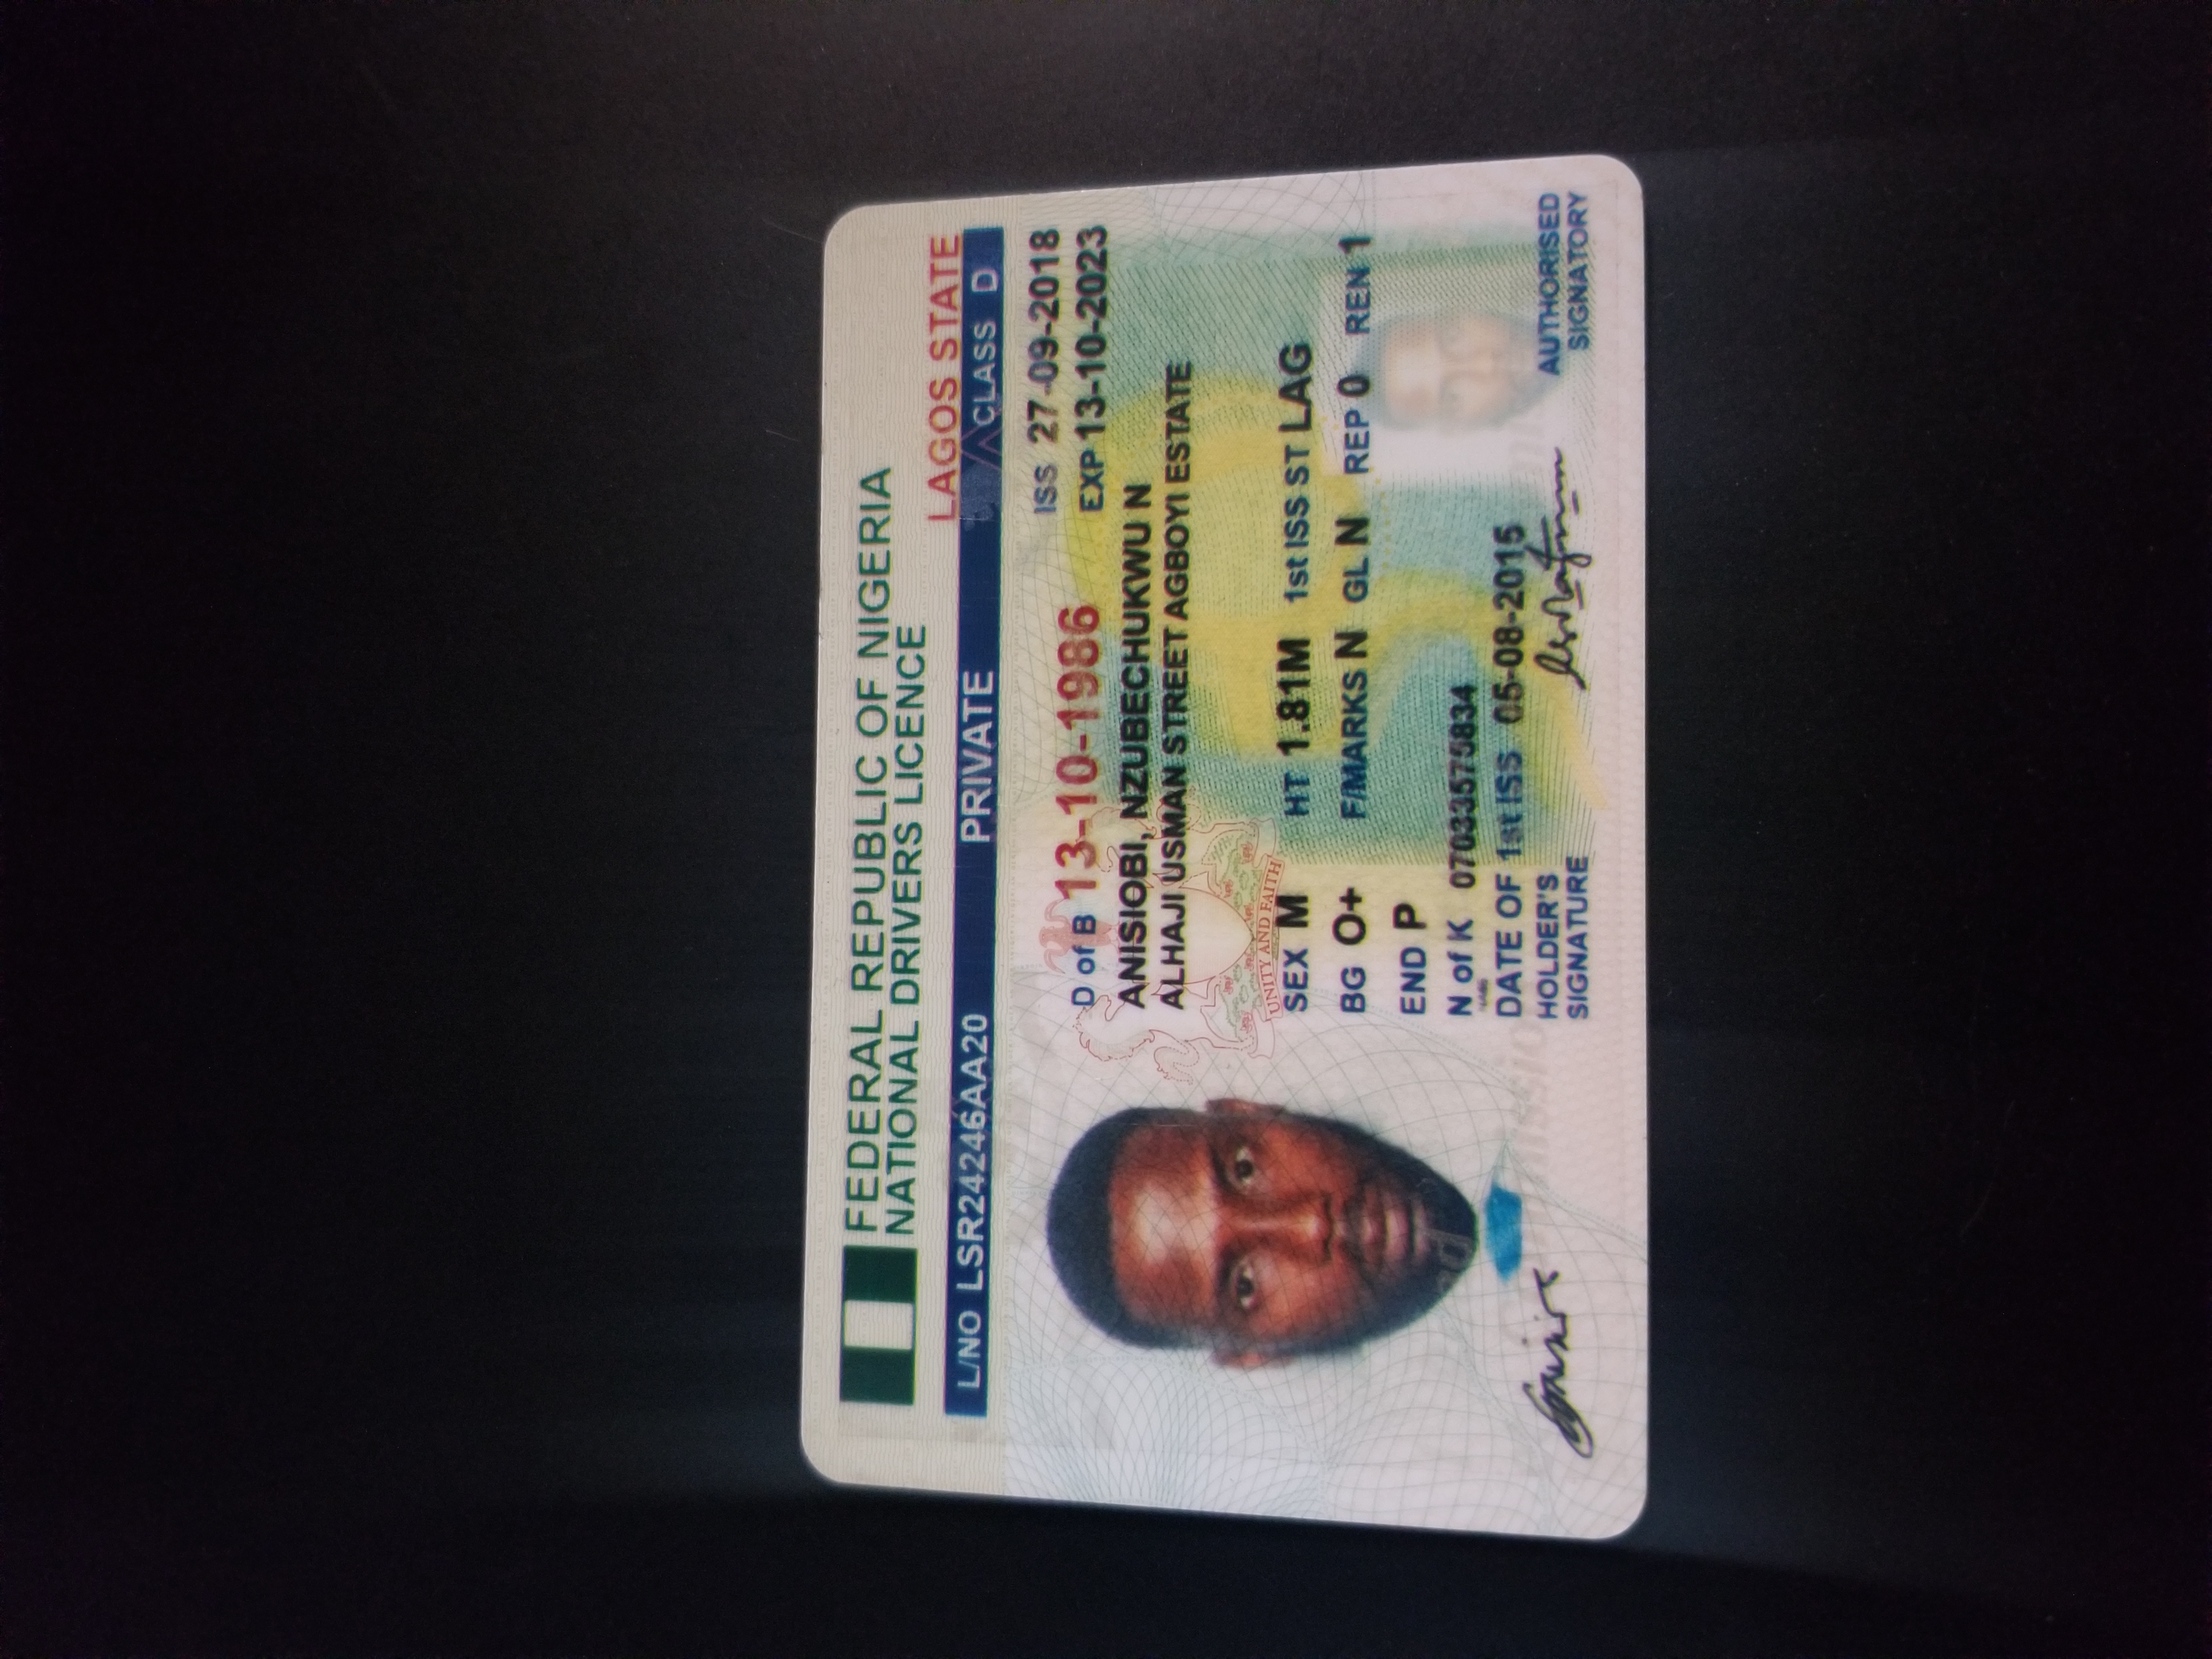 FEDERAL REPUBLIC OF NIGERIA
NATIONAL DRIVERS LICENCE
LAGOS STATE
L/NO LSR24246AA20 PRIVATE CLASS D
ISS 27-09-2018
D of B 13-10-1986
EXP 13-10-2023
ANISIOBI, NZUBECHUKWU N
ALHAJI USMAN STREET AGBOYI ESTATE
UNITY AND FAITH
SEX M HT 1.81M 1st ISS ST LAG
BG O+ F/MARKS N GL N REP 0 REN 1
END P
N of K 07033575834
DATE OF 1st ISS 05-08-2015
HOLDER'S
SIGNATURE
AUTHORISED
SIGNATORY